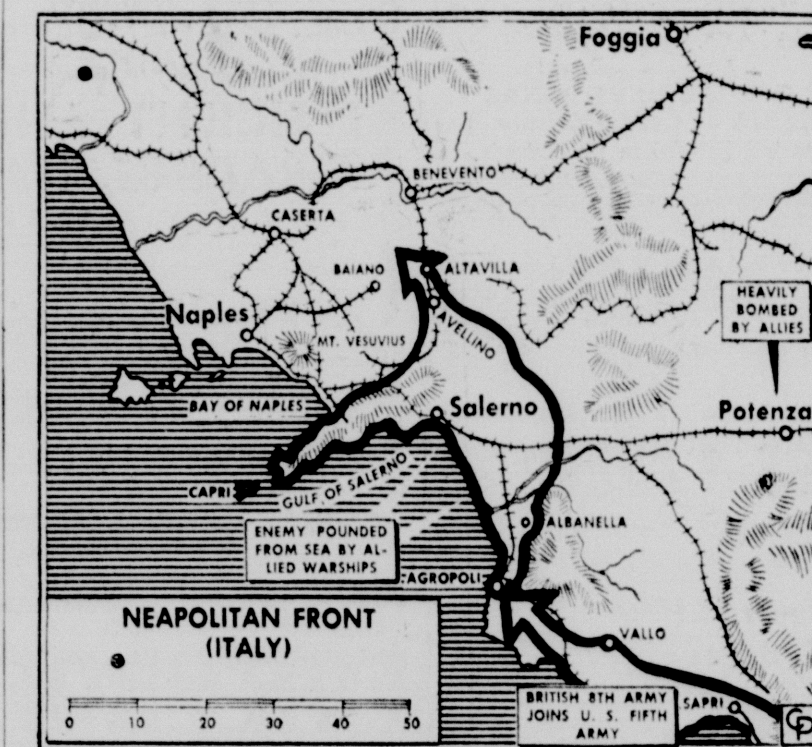 Foggia
BENEVENTO
CASERTA
BAIANO
ALTAVILLA
HEAVILY
BOMBED
BY ALLIES
Naples
AVELLINO
MT. VESUVIUS
BAY OF NAPLES
Salerno
Potenza
CAPRI
GULF OF SALERNO
ENEMY POUNDED
FROM SEA BY AL-
LIED WARSHIPS
ALBANELLA
AGROPOLI
NEAPOLITAN FRONT
(ITALY)
VALLO
BRITISH 8TH ARMY
JOINS U. S. FIFTH
ARMY
SAPRI
0 10 20 30 40 50
CP